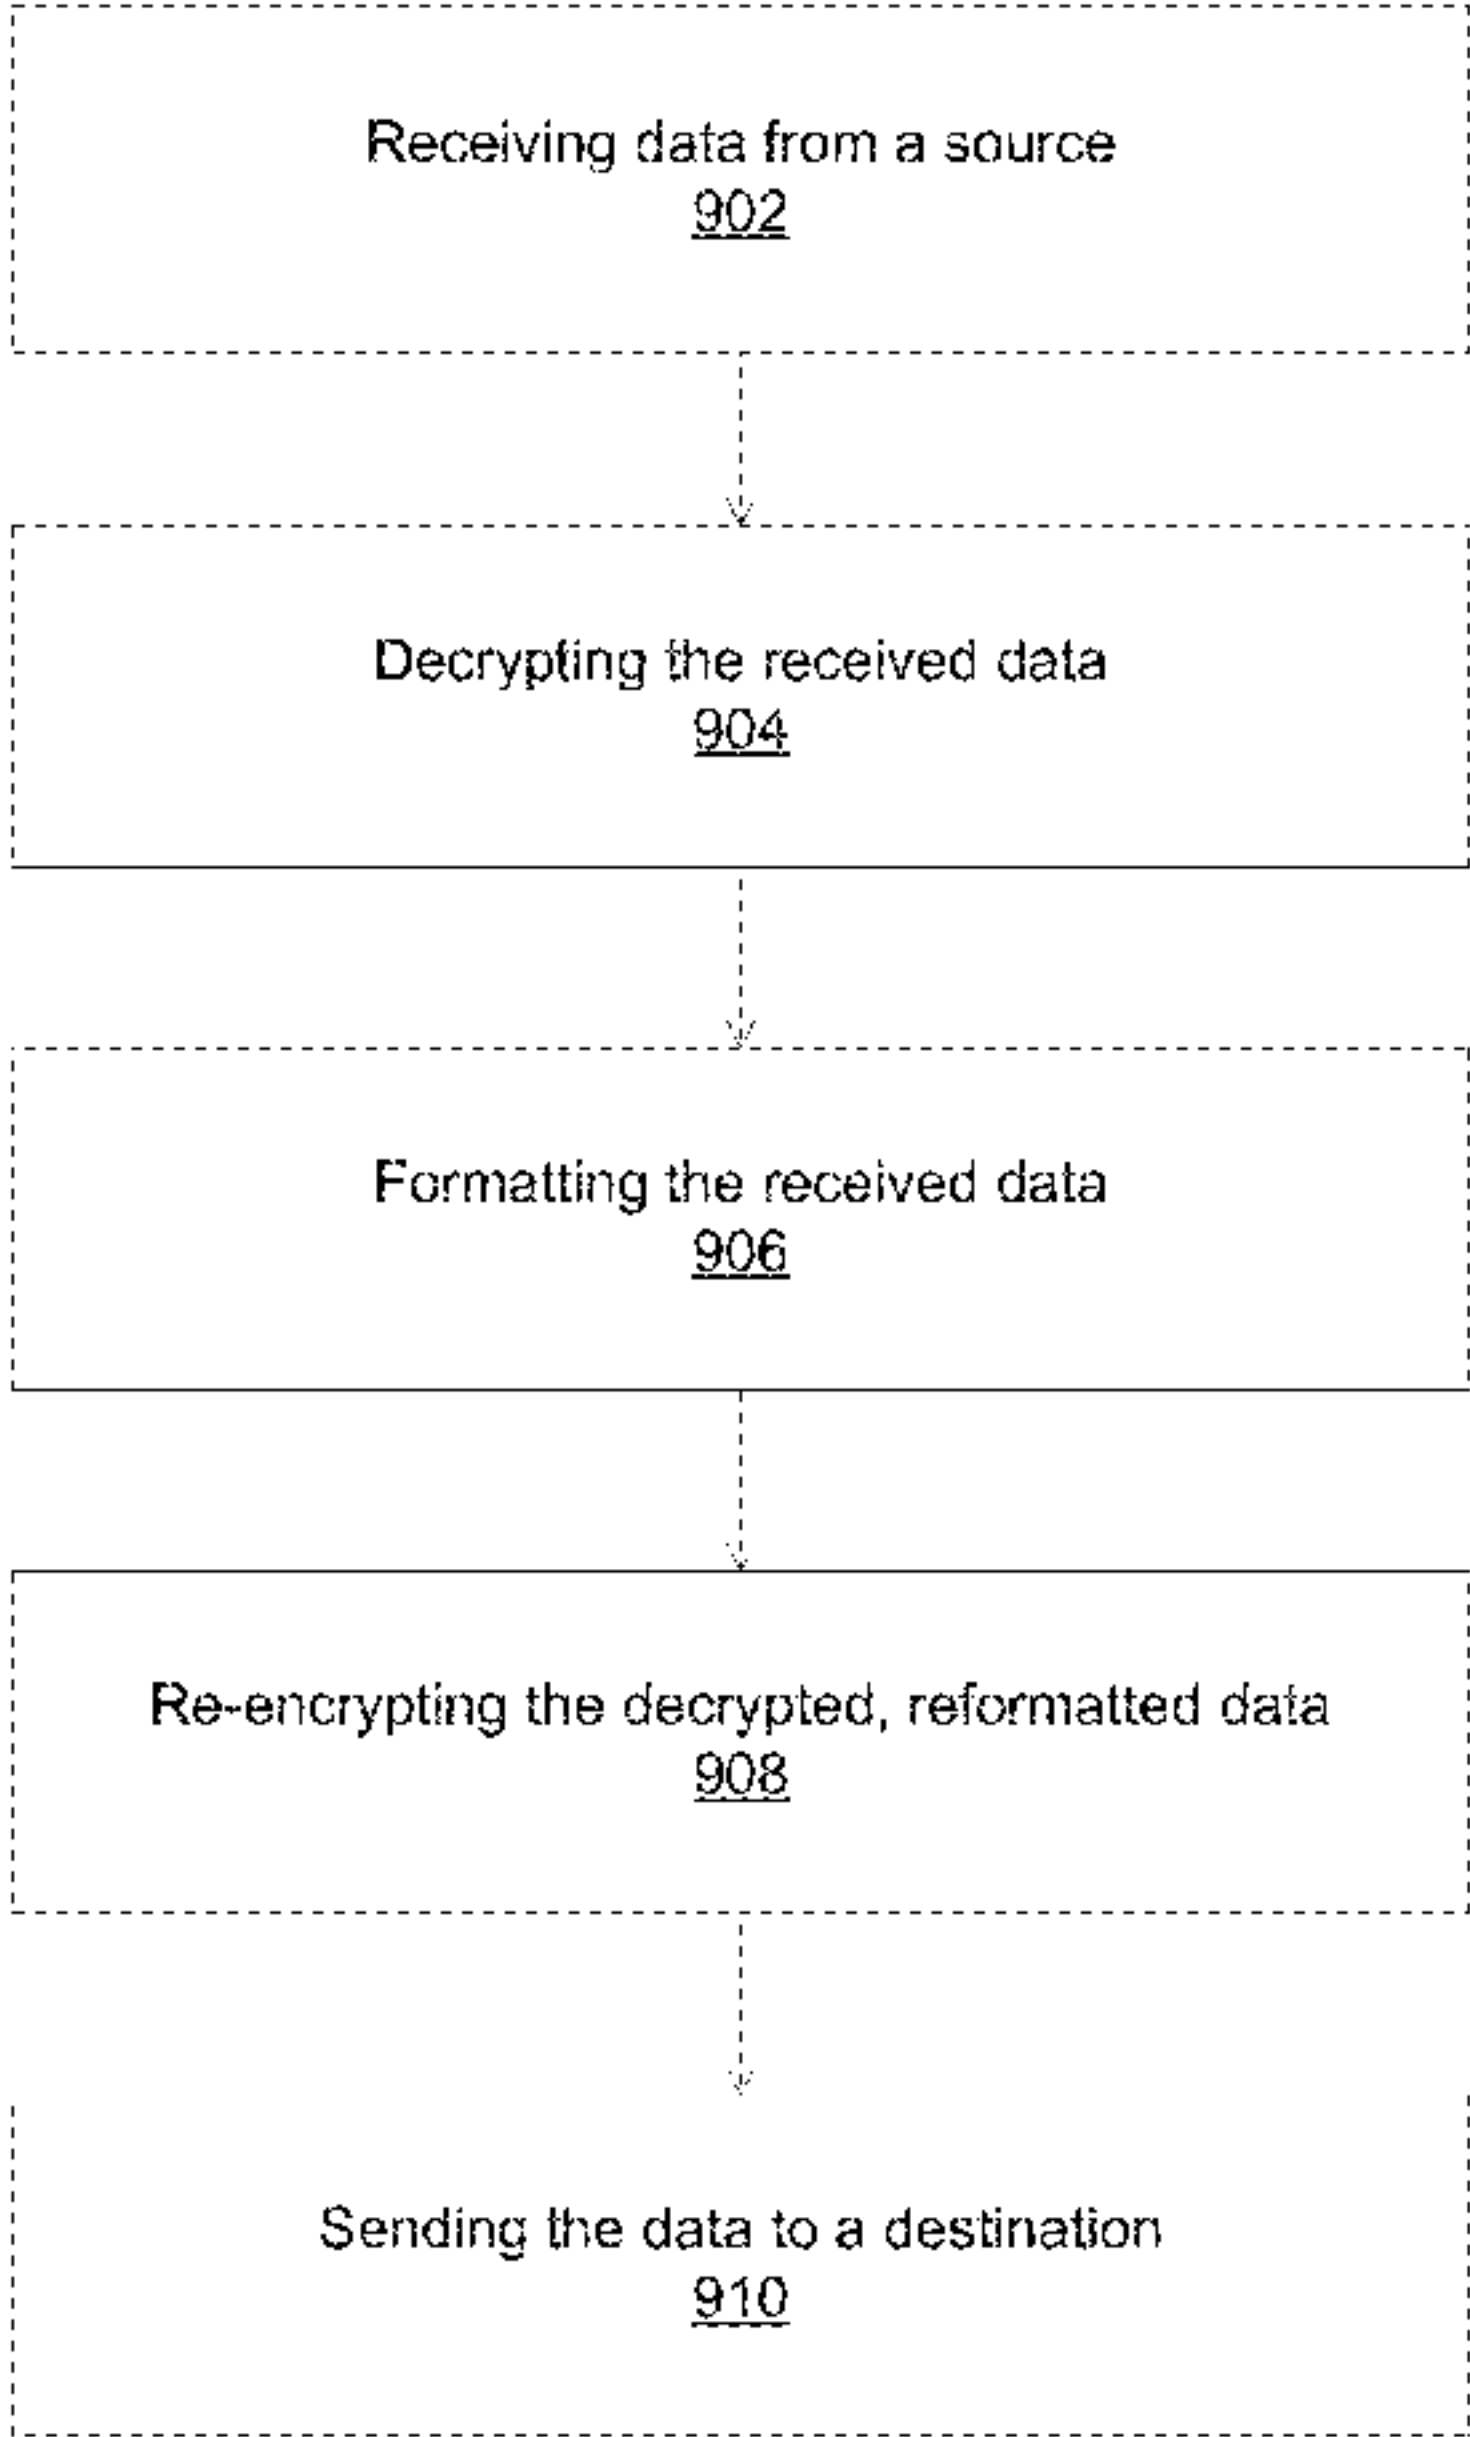 Receiving data from a source
902
Decrypting the received data
904
Formatting the received data
906
Re-encrypting the decrypted, reformatted data
908
Sending the data to a destination
910